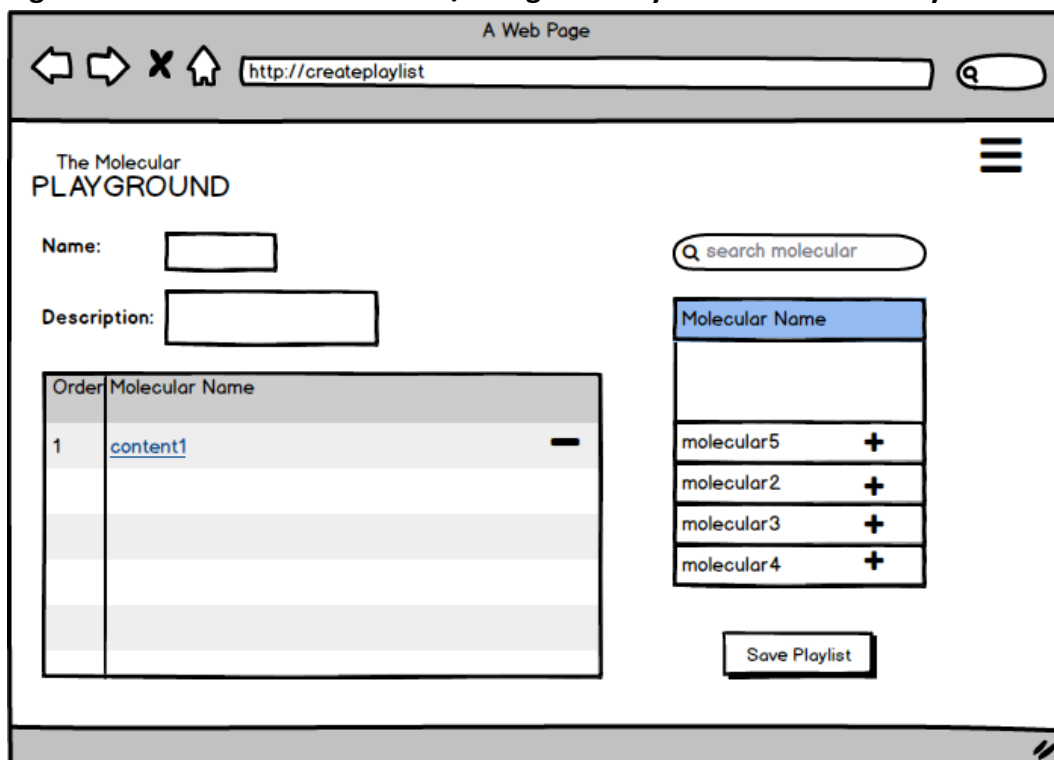 A Web Page
http://createplaylist
The Molecular
PLAYGROUND
Name:
search molecular
Description:
Molecular Name
Order Molecular Name
1 content1
molecular5
molecular2
molecular3
molecular4
Save Playlist